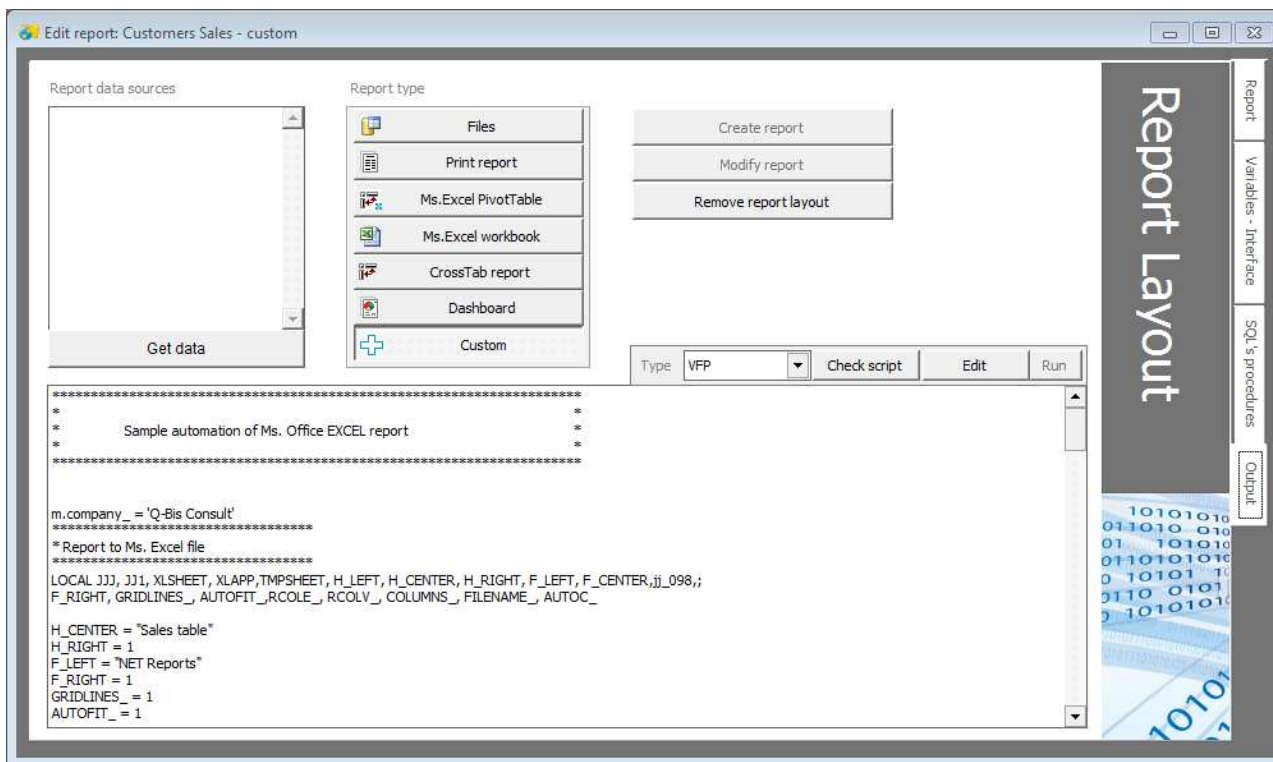 Edit report: Customers Sales - custom
Report data sources
Report type
Files
Print report
Ms.Excel PivotTable
Ms.Excel workbook
CrossTab report
Dashboard
Custom
Get data
Create report
Modify report
Remove report layout
Type VFP Check script Edit Run
**********************************************************************
* *
* Sample automation of Ms. Office EXCEL report *
* *
**********************************************************************
m.company_ = 'Q-Bis Consult'
**********************************
* Report to Ms. Excel file
**********************************
LOCAL JJJ, JJ1, XLSHEET, XLAPP,TMPSHEET, H_LEFT, H_CENTER, H_RIGHT, F_LEFT, F_CENTER,jj_098,;
F_RIGHT, GRIDLINES_, AUTOFIT_,RCOLE_, RCOLV_, COLUMNS_, FILENAME_, AUTOC_
H_CENTER = "Sales table"
H_RIGHT = 1
F_LEFT = "NET Reports"
F_RIGHT = 1
GRIDLINES_ = 1
AUTOFIT_ = 1
Report Layout
Report
Variables - Interface
SQL's procedures
Output